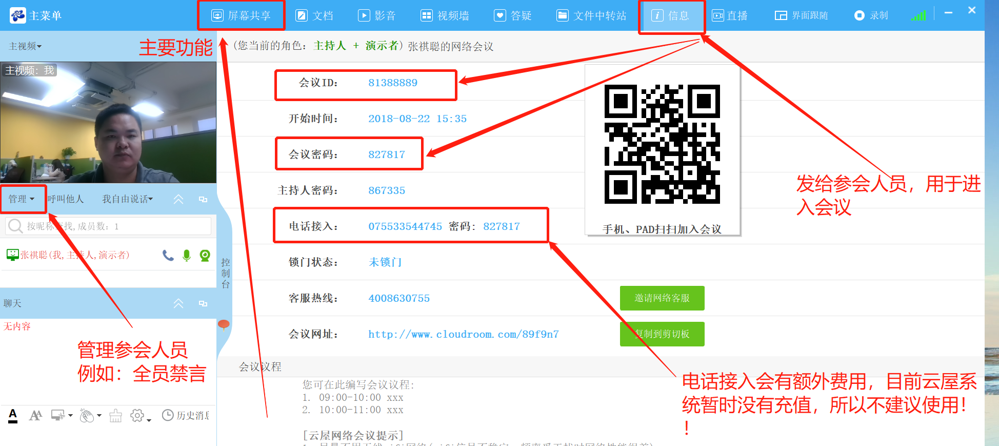 主菜单
屏幕共享 文档 影音 视频墙 答疑 文件中转站 信息 直播 界面跟随 录制
主视频
主要功能
(您当前的角色：主持人 + 演示者) 张祺聪的网络会议
主视频：我
会议ID： 81388889
开始时间： 2018-08-22 15:35
会议密码： 827817
主持人密码： 867335
电话接入： 075533544745 密码： 827817
锁门状态： 未锁门
客服热线： 4008630755
邀请网络客服
会议网址： http://www.cloudroom.com/89f9n7
复制到剪切板
手机、PAD扫扫加入会议
发给参会人员，用于进
入会议
管理 呼叫他人 我自由说话
按昵称查找,成员数：1
张祺聪(我,主持人,演示者)
控制台
聊天
无内容
管理参会人员
例如：全员禁言
A AA 历史消息
会议议程
您可在此编写会议议程:
1. 09:00-10:00 xxx
2. 10:00-11:00 xxx
[云屋网络会议提示]
电话接入会有额外费用，目前云屋系
统暂时没有充值，所以不建议使用！
！